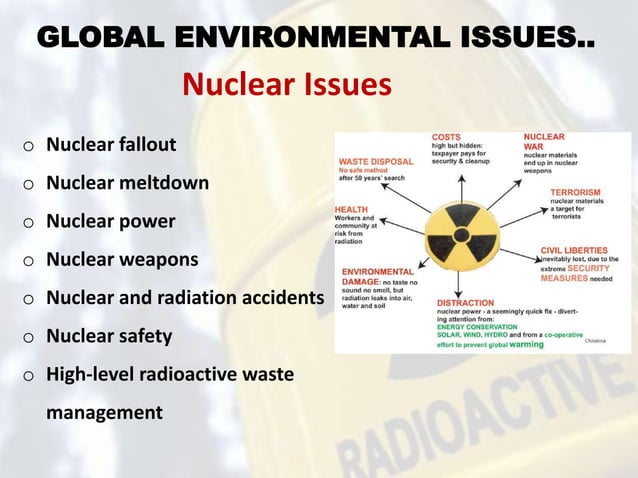 GLOBAL ENVIRONMENTAL ISSUES..
Nuclear Issues
o Nuclear fallout
o Nuclear meltdown
o Nuclear power
o Nuclear weapons
o Nuclear and radiation accidents
o Nuclear safety
o High-level radioactive waste
management
COSTS
high but hidden:
taxpayer pays for
security & cleanup
NUCLEAR
WAR
nuclear materials
end up in nuclear
weapons
WASTE DISPOSAL
No safe method
after 50 years' search
TERRORISM
nuclear materials
a target for
terrorists
HEALTH
Workers and
community at
risk from
radiation
CIVIL LIBERTIES
inevitably lost, due to the
extreme SECURITY
MEASURES needed
ENVIRONMENTAL
DAMAGE: no taste no
sound no smell, but
radiation leaks into air,
water and soil
DISTRACTION
nuclear power - a seemingly quick fix - divert-
ing attention from:
ENERGY CONSERVATION
SOLAR, WIND, HYDRO and from a co-operative
effort to prevent global warming
Christina
RADIOACTIVE